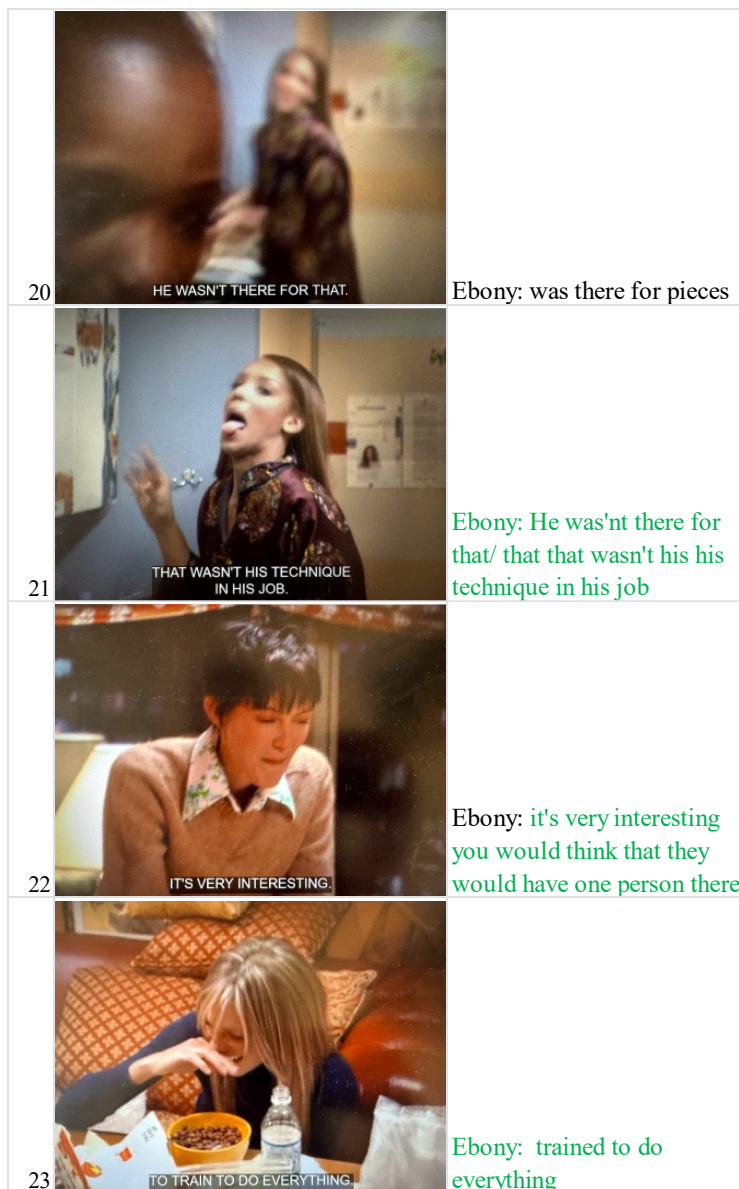 HE WASN'T THERE FOR THAT.
20
Ebony: was there for pieces
THAT WASN'T HIS TECHNIQUE
IN HIS JOB.
21
Ebony: He was'nt there for
that/ that that wasn't his his
technique in his job
IT'S VERY INTERESTING.
22
Ebony: it's very interesting
you would think that they
would have one person there
TO TRAIN TO DO EVERYTHING.
23
Ebony: trained to do
everything